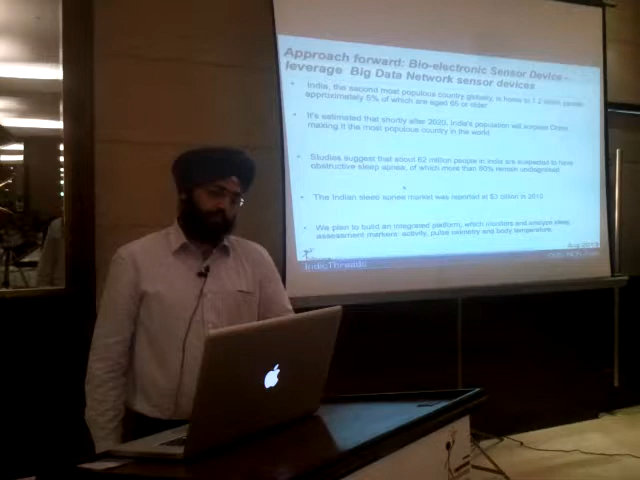 Approach forward: Bio-electronic Sensor Device -
leverage Big Data Network sensor devices
• India, the second most populous country globally, is home to 1.2 billion people
approximately 5% of which are aged 65 or older
• It's estimated that shortly after 2020, India's population will surpass China
making it the most populous country in the world.
• Studies suggest that about 62 million people in India are suspected to have
obstructive sleep apnea, of which more than 80% remain undiagnosed
• The Indian sleep market was reported at $3 billion in 2010
• We plan to build an integrated platform, which monitors and analyze sleep
assessment markers: activity, pulse oximetry and body temperature.
Aug 2013
IndicThreads